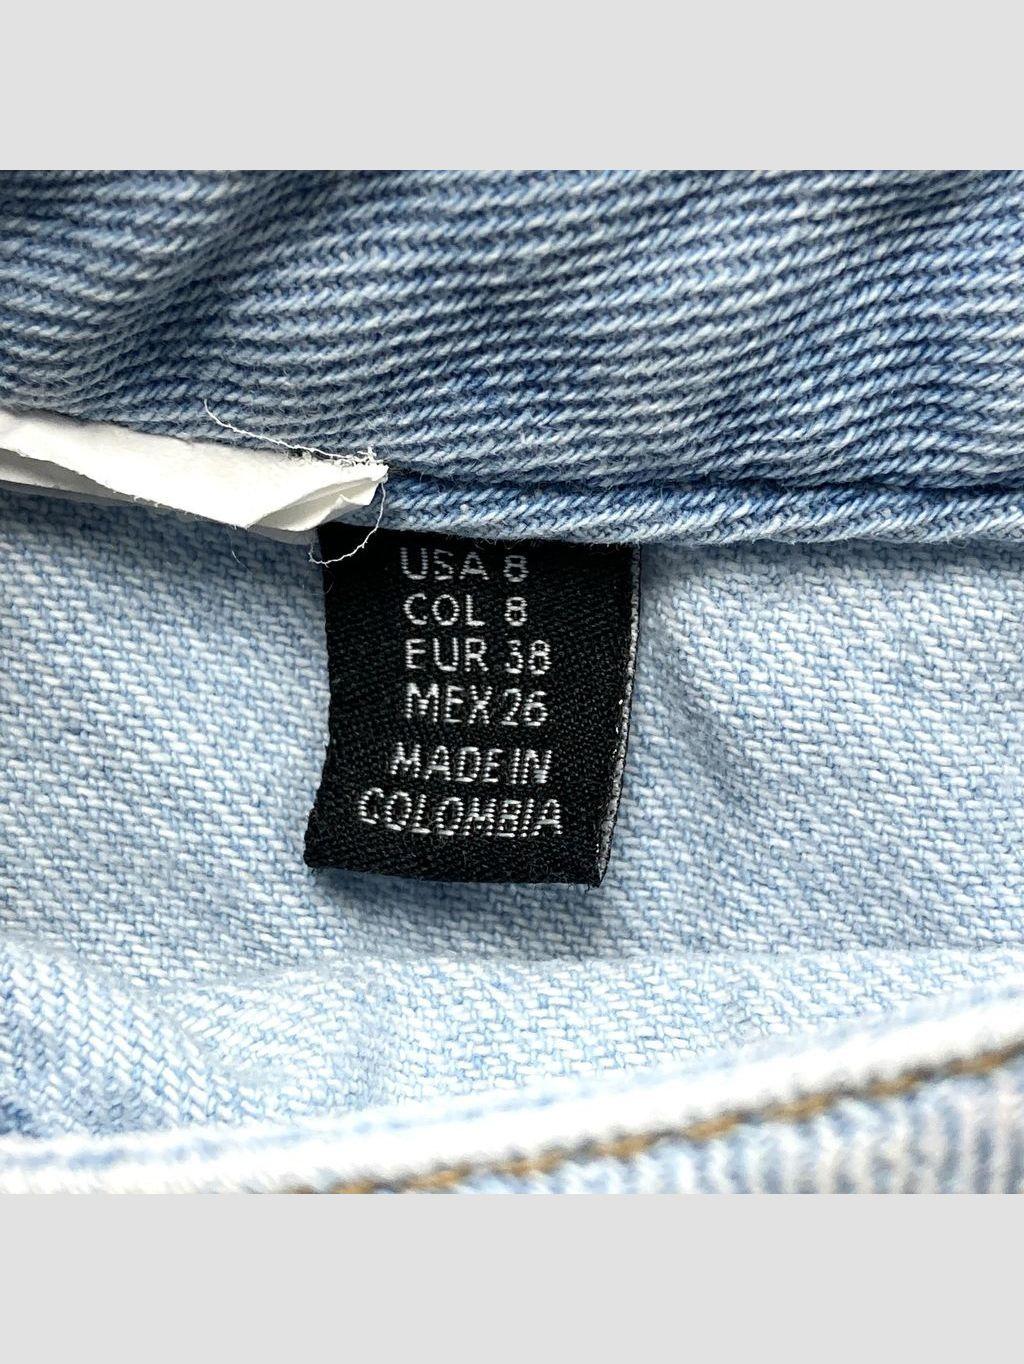 USA 8
COL 8
EUR 38
MEX 26
MADE IN
COLOMBIA